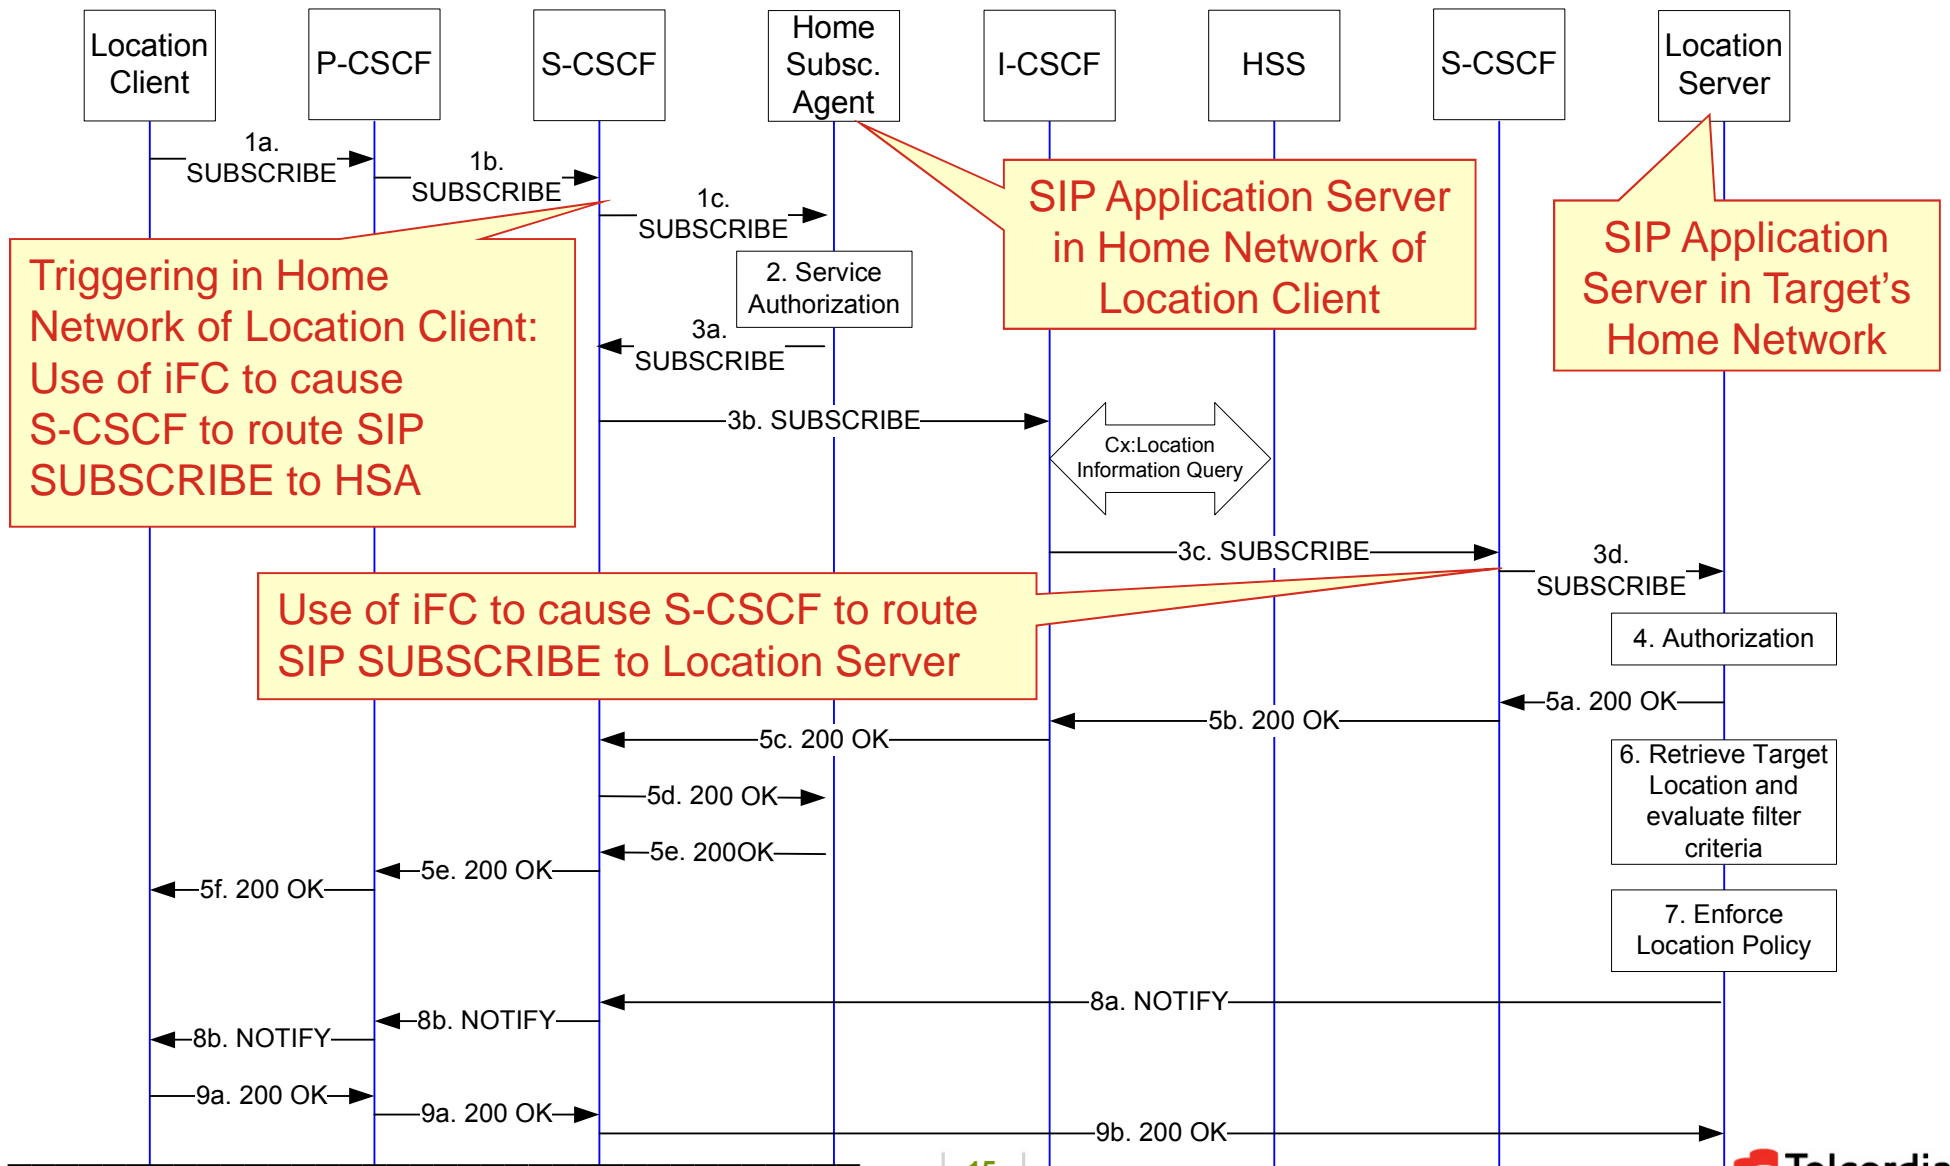 Location
Client
P-CSCF
S-CSCF
Home
Subsc.
Agent
I-CSCF
HSS
S-CSCF
Location
Server
1a.
SUBSCRIBE
1b.
SUBSCRIBE
1c.
SUBSCRIBE
SIP Application Server
in Home Network of
Location Client
SIP Application
Server in Target's
Home Network
Triggering in Home
Network of Location Client:
Use of iFC to cause
S-CSCF to route SIP
SUBSCRIBE to HSA
2. Service
Authorization
3a.
SUBSCRIBE
3b. SUBSCRIBE
Cx:Location
Information Query
3c. SUBSCRIBE
3d.
SUBSCRIBE
Use of iFC to cause S-CSCF to route
SIP SUBSCRIBE to Location Server
4. Authorization
5a. 200 OK
5b. 200 OK
5c. 200 OK
6. Retrieve Target
Location and
evaluate filter
criteria
5d. 200 OK
5e. 200OK
5e. 200 OK
5f. 200 OK
7. Enforce
Location Policy
8a. NOTIFY
8b. NOTIFY
8b. NOTIFY
9a. 200 OK
9a. 200 OK
9b. 200 OK
15
Telcordia